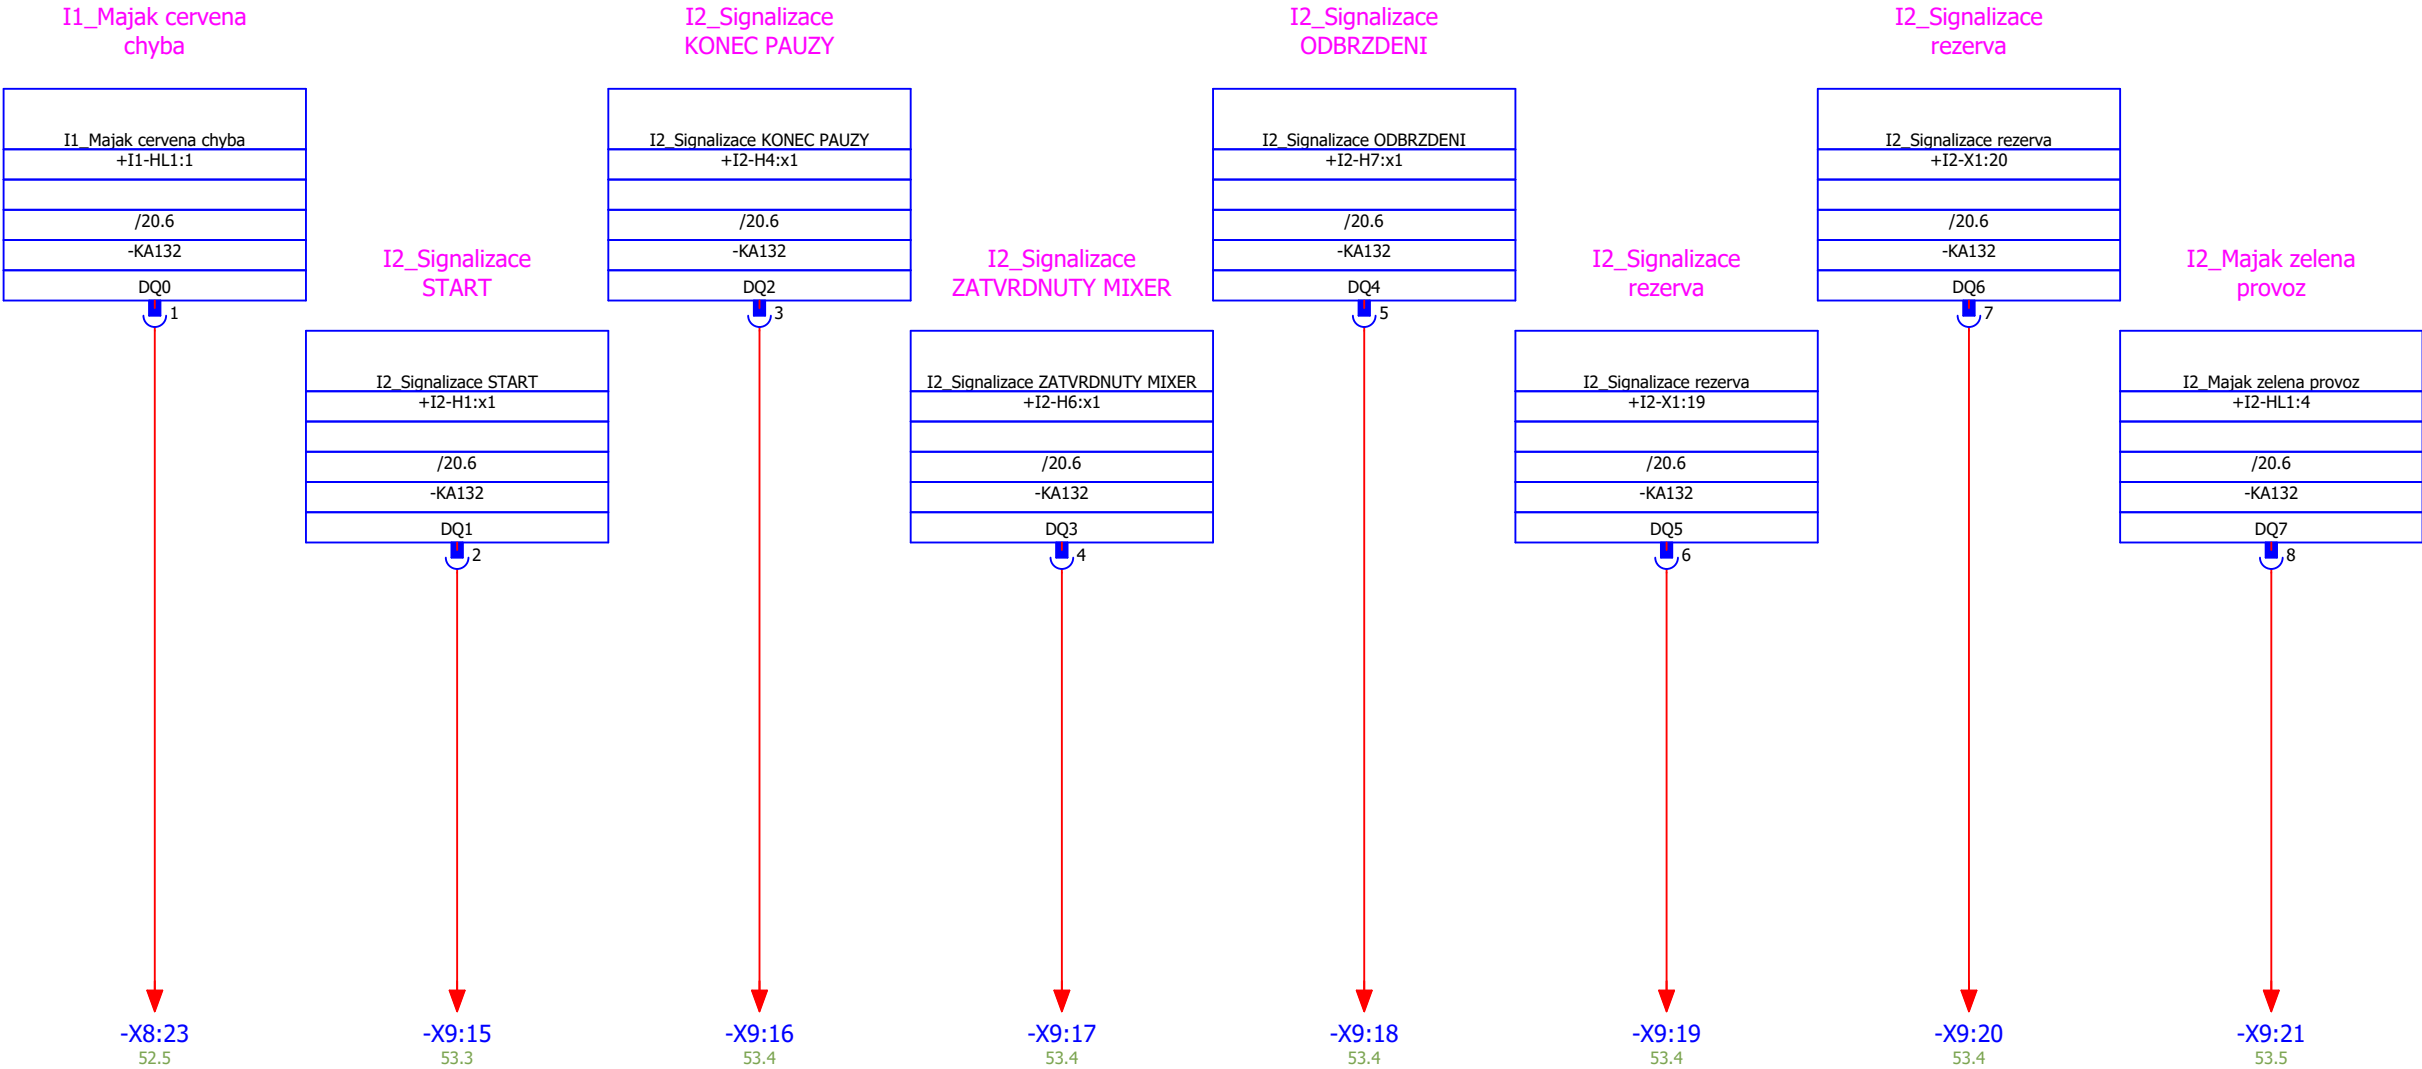 I1_Majak cervena
chyba
I2_Signalizace
KONEC PAUZY
I2_Signalizace
ODBRZDENI
I2_Signalizace
rezerva
I1_Majak cervena chyba
+I1-HL1:1
/20.6
-KA132
DQ0
1
I2_Signalizace KONEC PAUZY
+I2-H4:x1
/20.6
-KA132
DQ2
3
I2_Signalizace ODBRZDENI
+I2-H7:x1
/20.6
-KA132
DQ4
5
I2_Signalizace rezerva
+I2-X1:20
/20.6
-KA132
DQ6
7
I2_Signalizace
START
I2_Signalizace
ZATVRDNUTY MIXER
I2_Signalizace
rezerva
I2_Majak zelena
provoz
I2_Signalizace START
+I2-H1:x1
/20.6
-KA132
DQ1
2
I2_Signalizace ZATVRDNUTY MIXER
+I2-H6:x1
/20.6
-KA132
DQ3
4
I2_Signalizace rezerva
+I2-X1:19
/20.6
-KA132
DQ5
6
I2_Majak zelena provoz
+I2-HL1:4
/20.6
-KA132
DQ7
8
-X8:23
52.5
-X9:15
53.3
-X9:16
53.4
-X9:17
53.4
-X9:18
53.4
-X9:19
53.4
-X9:20
53.4
-X9:21
53.5